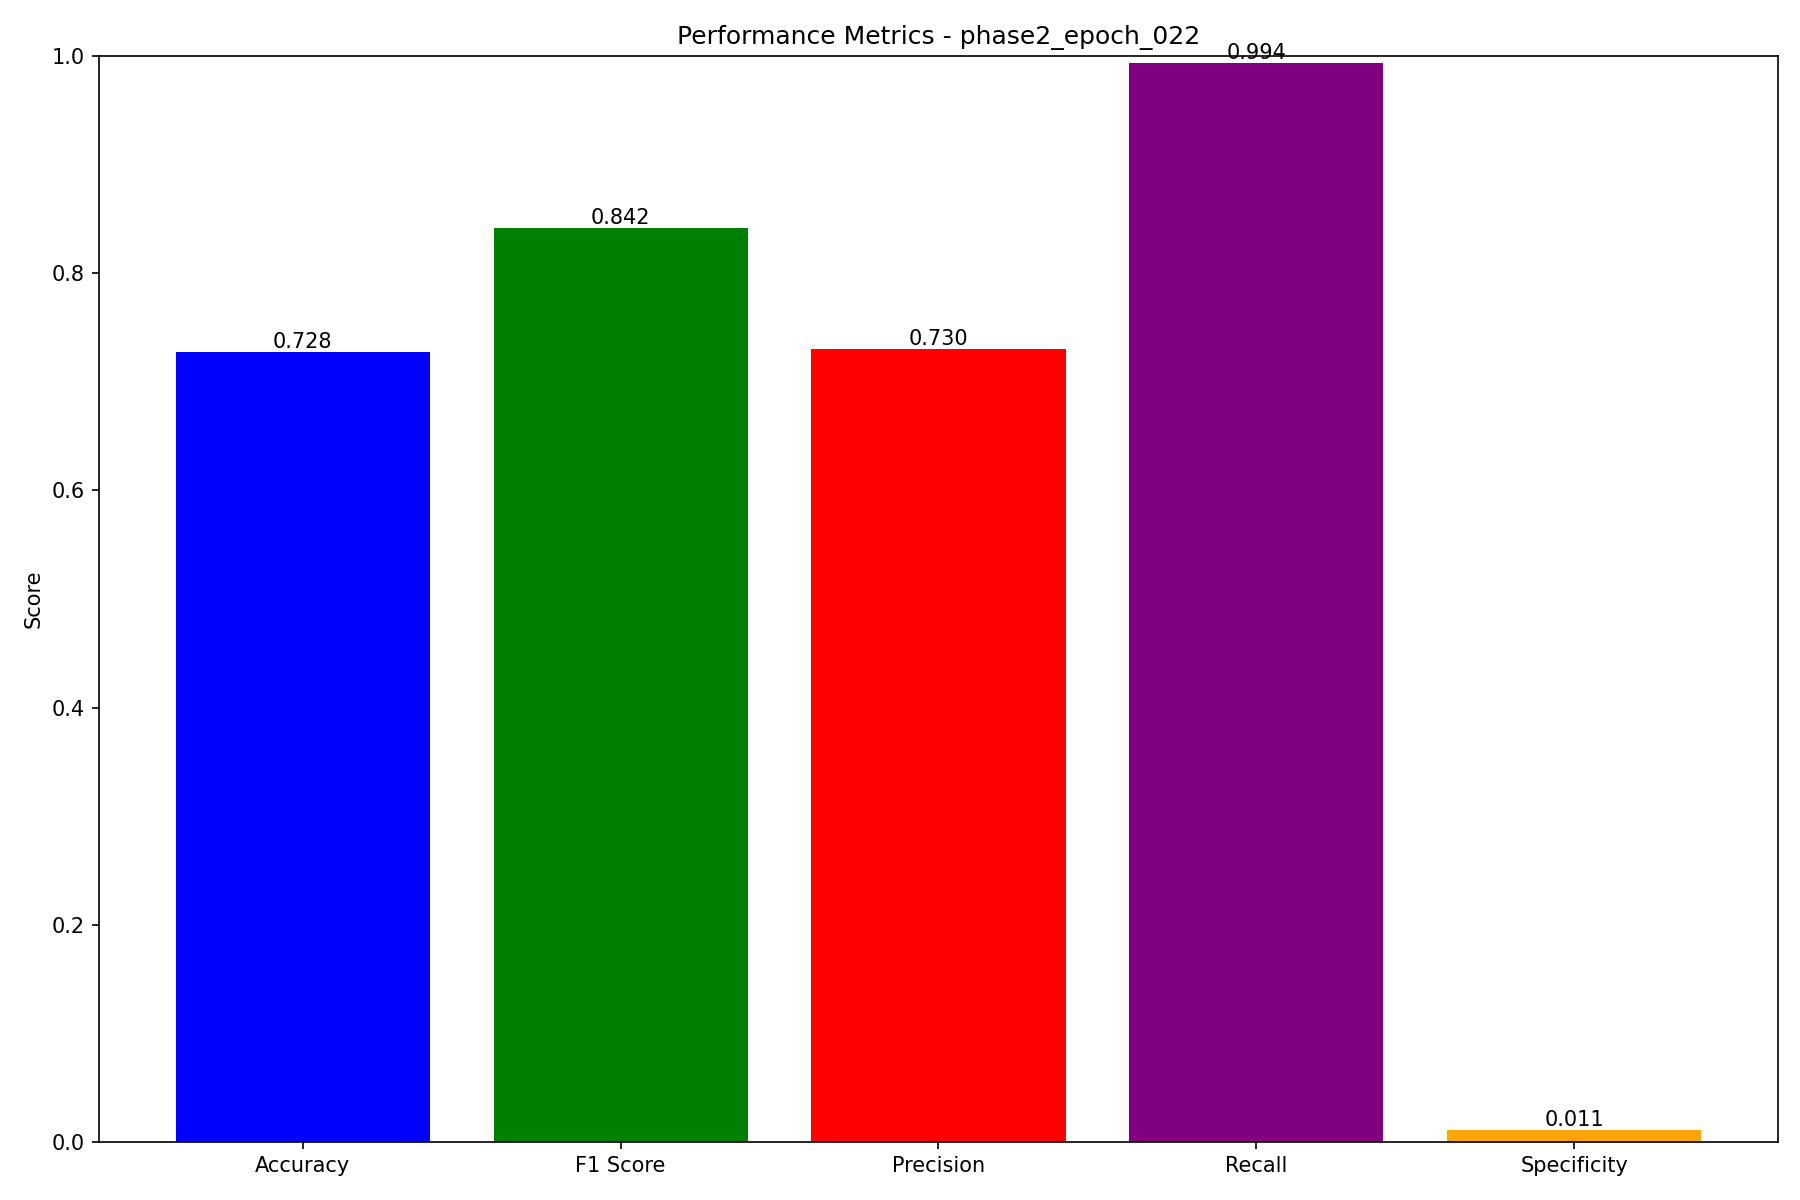 Performance Metrics - phase2_epoch_022
Score
1.0
0.8
0.6
0.4
0.2
0.0
0.728
0.842
0.730
0.994
0.011
Accuracy
F1 Score
Precision
Recall
Specificity